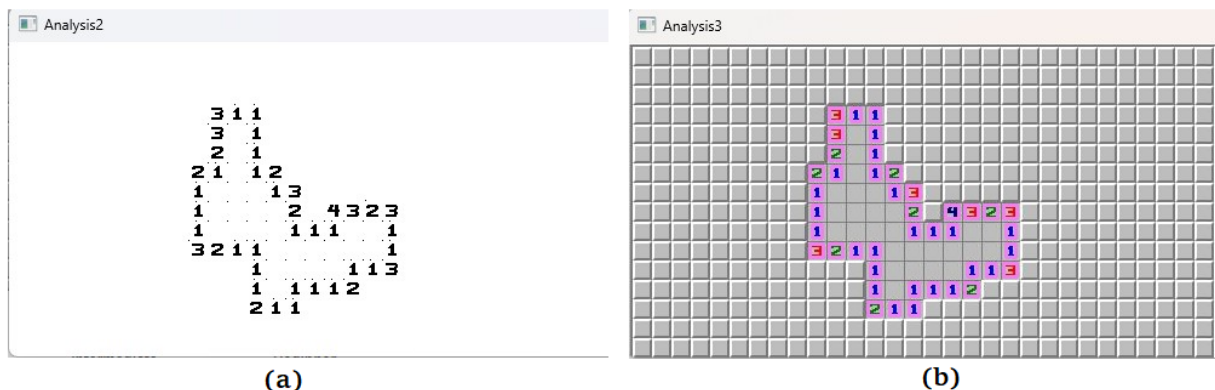 Analysis2
3 1 1
3 1
2 1
2 1 1 2
1 1 3
1 2 4 3 2 3
1 1 1 1 1
3 2 1 1 1
1 1 1 3
1 1 1 1 2
2 1 1
(a)
Analysis3
3 1 1
3 1
2 1
2 1 1 2
1 1 3
1 2 4 3 2 3
1 1 1 1 1
3 2 1 1 1
1 1 1 3
1 1 1 1 2
2 1 1
(b)